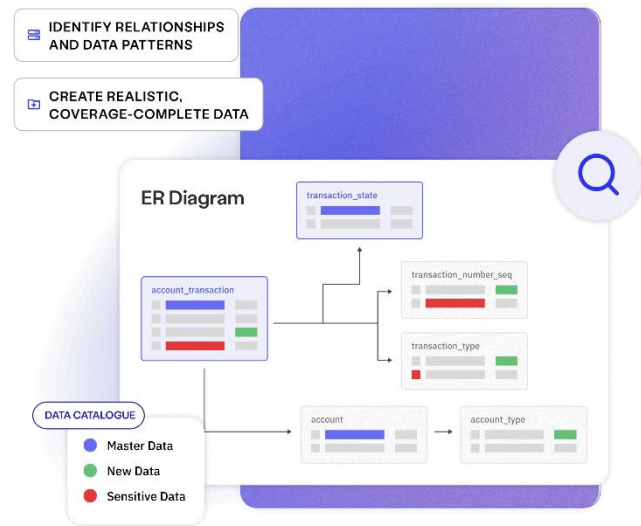 IDENTIFY RELATIONSHIPS
AND DATA PATTERNS
CREATE REALISTIC,
COVERAGE-COMPLETE DATA
ER Diagram
transaction_state
account_transaction
transaction_number_seq
transaction_type
account
account_type
DATA CATALOGUE
Master Data
New Data
Sensitive Data